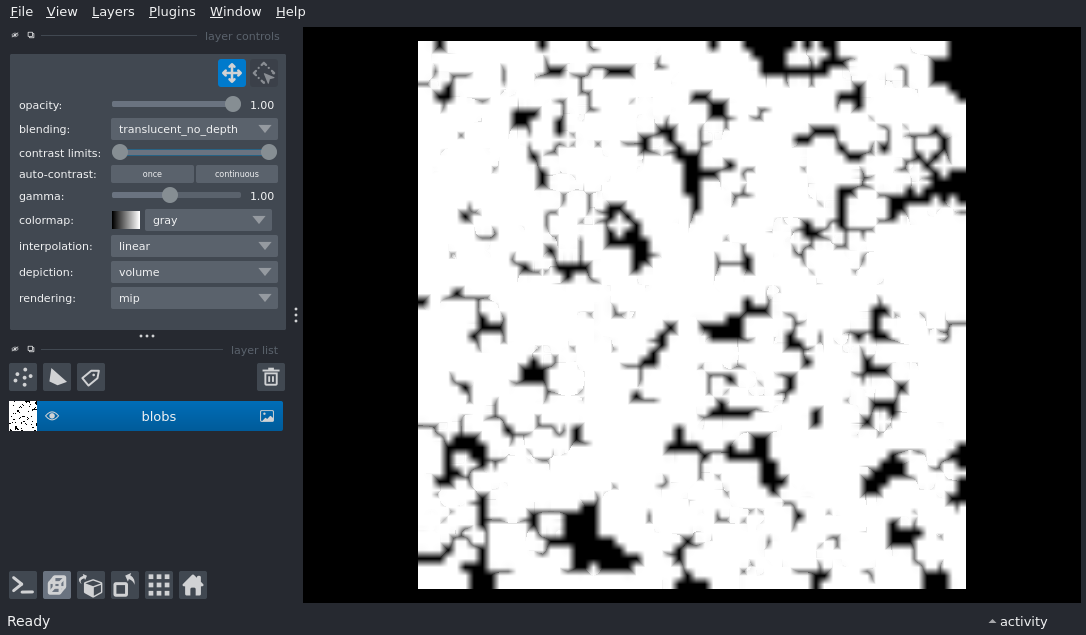 File View Layers Plugins Window Help
layer controls
opacity: 1.00
blending: translucent_no_depth
contrast limits:
auto-contrast: once continuous
gamma: 1.00
colormap: gray
interpolation: linear
depiction: volume
rendering: mip
layer list
blobs
Ready activity